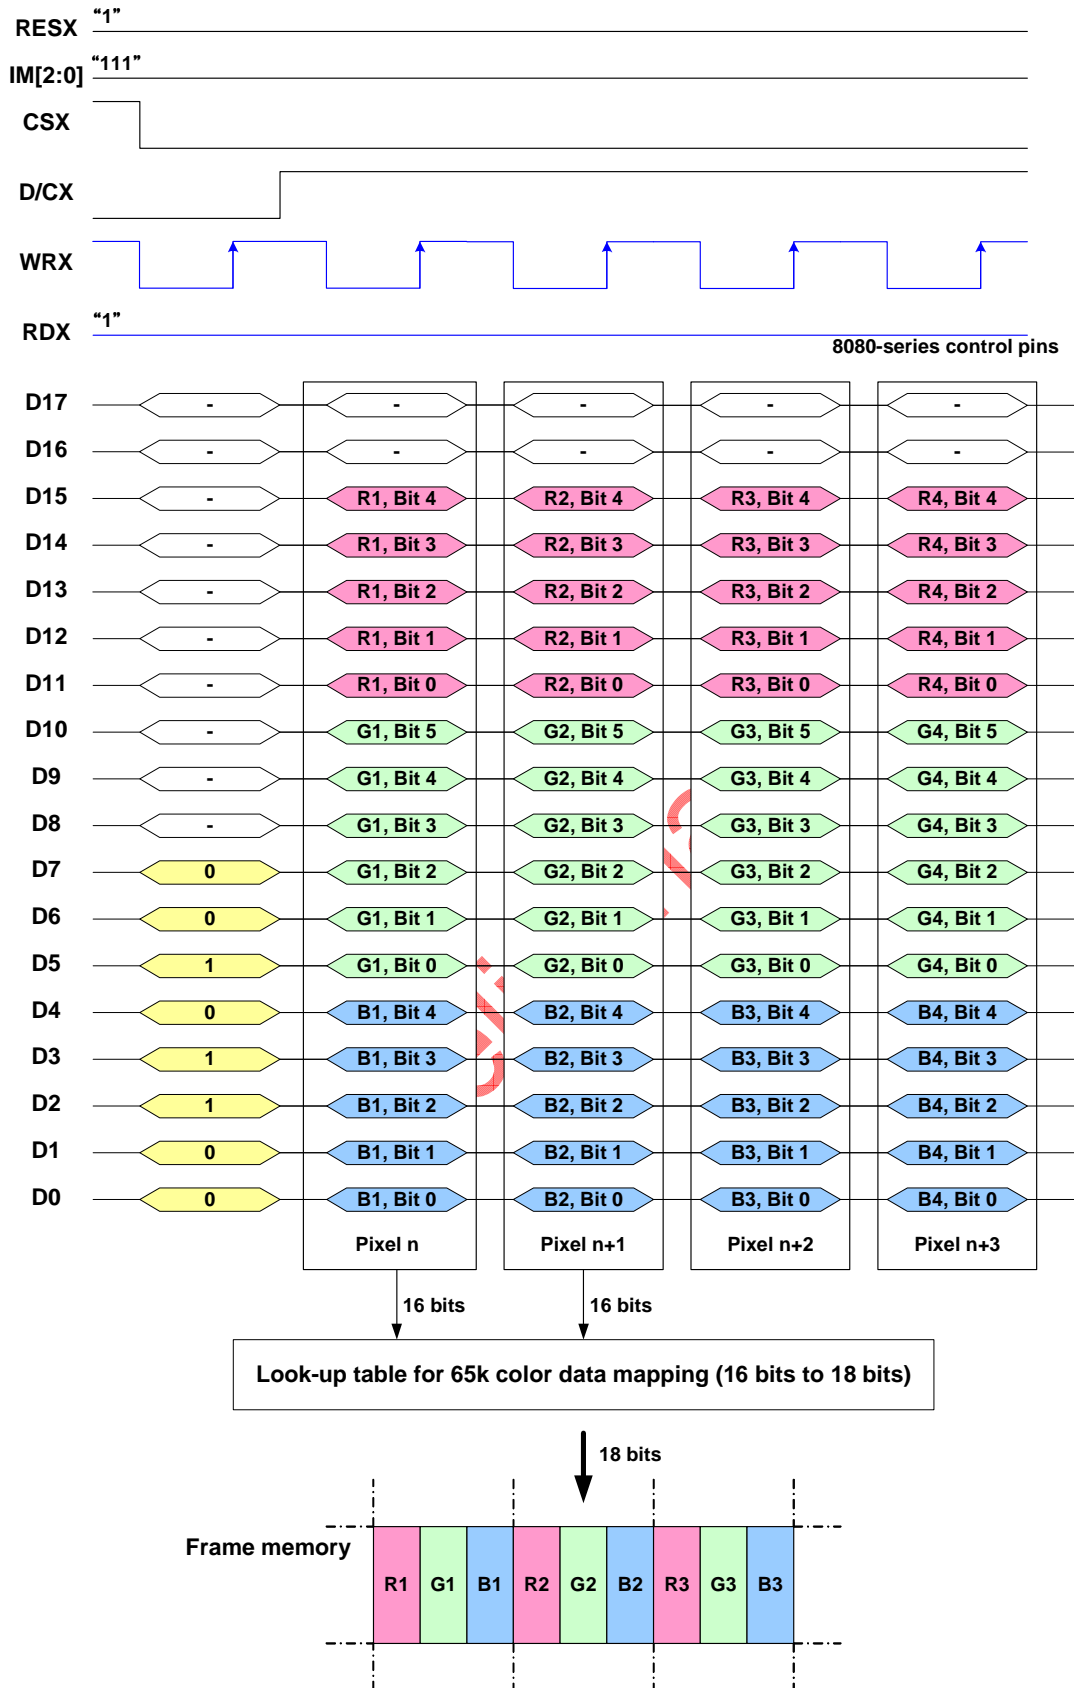 RESX "1"
IM[2:0] "111"
CSX
D/CX
WRX
RDX "1"
8080-series control pins
D17 - - - - -
D16 - - - - -
D15 - R1, Bit 4 R2, Bit 4 R3, Bit 4 R4, Bit 4
D14 - R1, Bit 3 R2, Bit 3 R3, Bit 3 R4, Bit 3
D13 - R1, Bit 2 R2, Bit 2 R3, Bit 2 R4, Bit 2
D12 - R1, Bit 1 R2, Bit 1 R3, Bit 1 R4, Bit 1
D11 - R1, Bit 0 R2, Bit 0 R3, Bit 0 R4, Bit 0
D10 - G1, Bit 5 G2, Bit 5 G3, Bit 5 G4, Bit 5
D9 - G1, Bit 4 G2, Bit 4 G3, Bit 4 G4, Bit 4
D8 - G1, Bit 3 G2, Bit 3 G3, Bit 3 G4, Bit 3
D7 0 G1, Bit 2 G2, Bit 2 G3, Bit 2 G4, Bit 2
D6 0 G1, Bit 1 G2, Bit 1 G3, Bit 1 G4, Bit 1
D5 1 G1, Bit 0 G2, Bit 0 G3, Bit 0 G4, Bit 0
D4 0 B1, Bit 4 B2, Bit 4 B3, Bit 4 B4, Bit 4
D3 1 B1, Bit 3 B2, Bit 3 B3, Bit 3 B4, Bit 3
D2 1 B1, Bit 2 B2, Bit 2 B3, Bit 2 B4, Bit 2
D1 0 B1, Bit 1 B2, Bit 1 B3, Bit 1 B4, Bit 1
D0 0 B1, Bit 0 B2, Bit 0 B3, Bit 0 B4, Bit 0
Pixel n Pixel n+1 Pixel n+2 Pixel n+3
16 bits 16 bits
Look-up table for 65k color data mapping (16 bits to 18 bits)
18 bits
Frame memory
R1 G1 B1 R2 G2 B2 R3 G3 B3